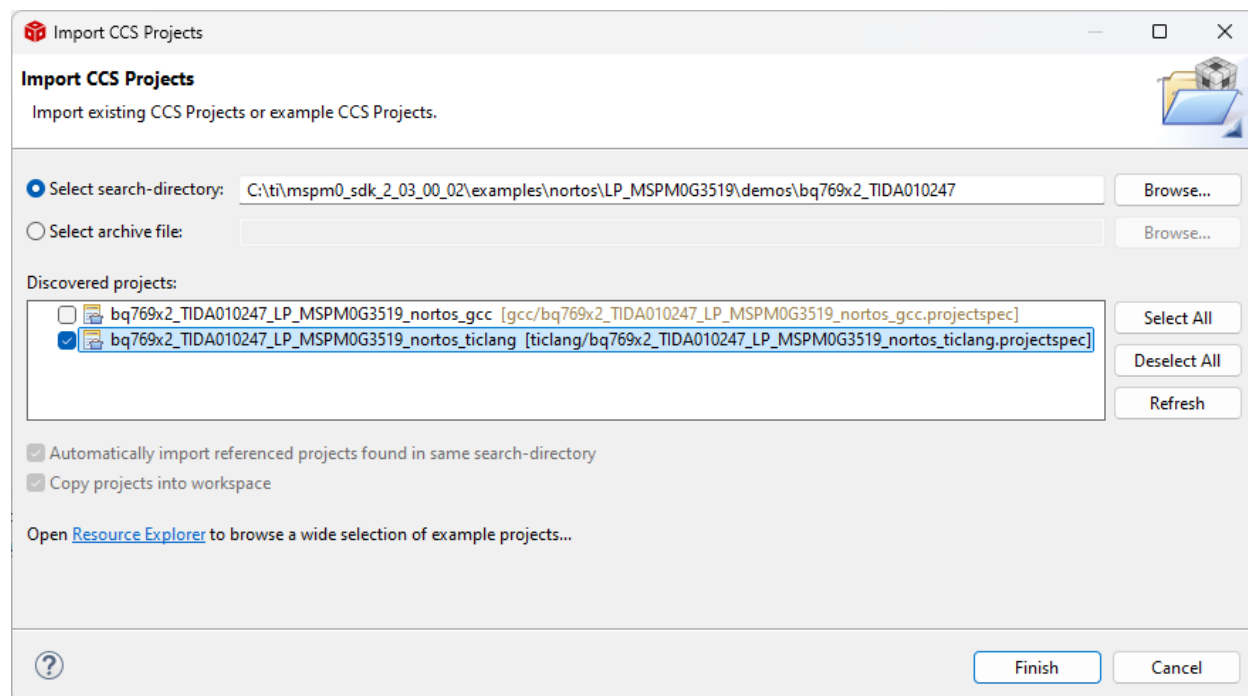 Import CCS Projects
Import CCS Projects
Import existing CCS Projects or example CCS Projects.
Select search-directory: C:\ti\mspm0_sdk_2_03_00_02\examples\nortos\LP_MSPM0G3519\demos\bq769x2_TIDA010247 Browse...
Select archive file: Browse...
Discovered projects:
bq769x2_TIDA010247_LP_MSPM0G3519_nortos_gcc [gcc/bq769x2_TIDA010247_LP_MSPM0G3519_nortos_gcc.projectspec] Select All
bq769x2_TIDA010247_LP_MSPM0G3519_nortos_ticlang [ticlang/bq769x2_TIDA010247_LP_MSPM0G3519_nortos_ticlang.projectspec]
Deselect All
Refresh
Automatically import referenced projects found in same search-directory
Copy projects into workspace
Open Resource Explorer to browse a wide selection of example projects...
? Finish Cancel